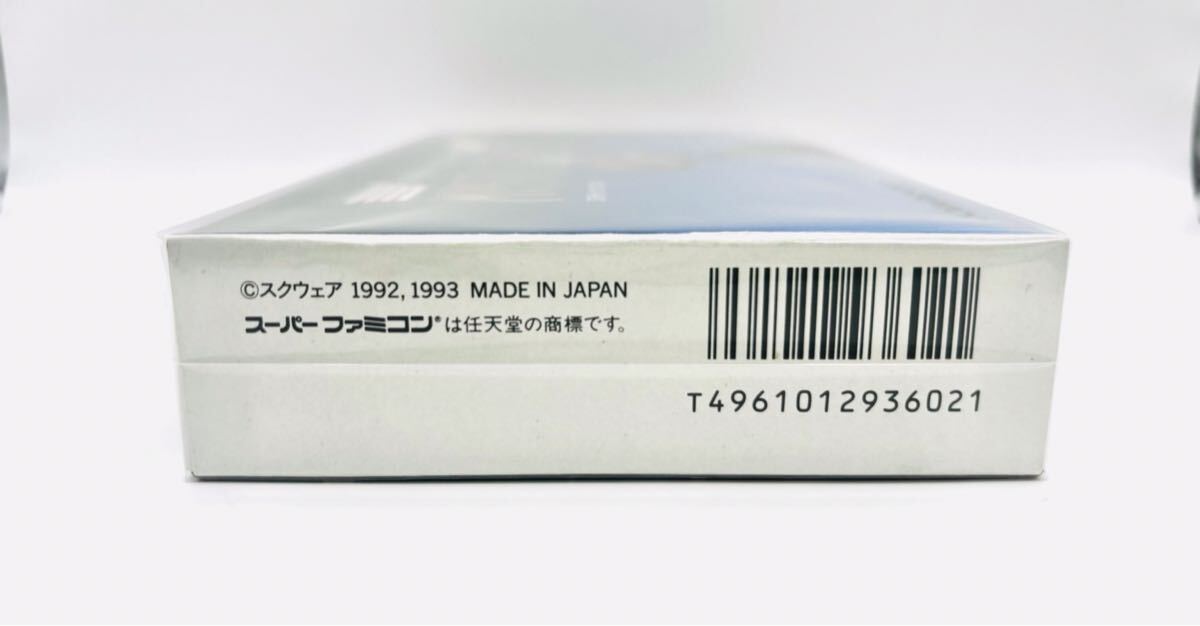 ©スクウェア 1992, 1993 MADE IN JAPAN
スーパーファミコン®は任天堂の商標です。
T4961012936021